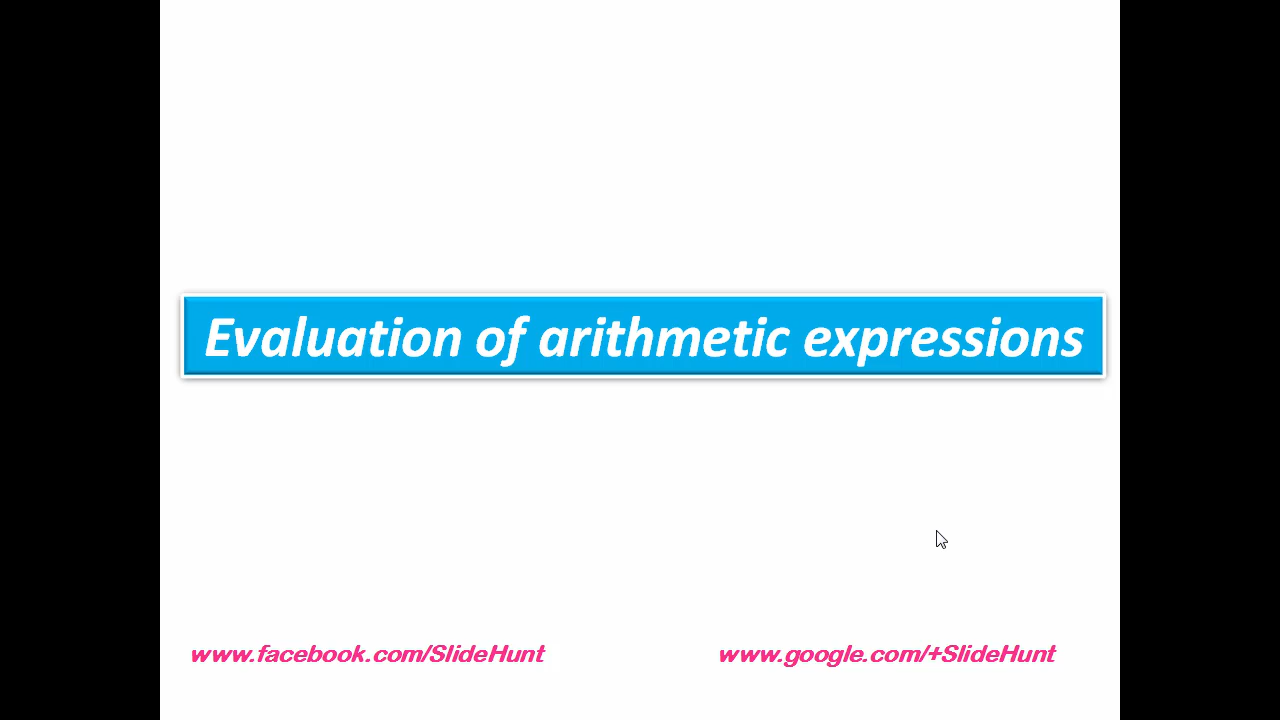 Evaluation of arithmetic expressions
www.facebook.com/SlideHunt
www.google.com/+SlideHunt